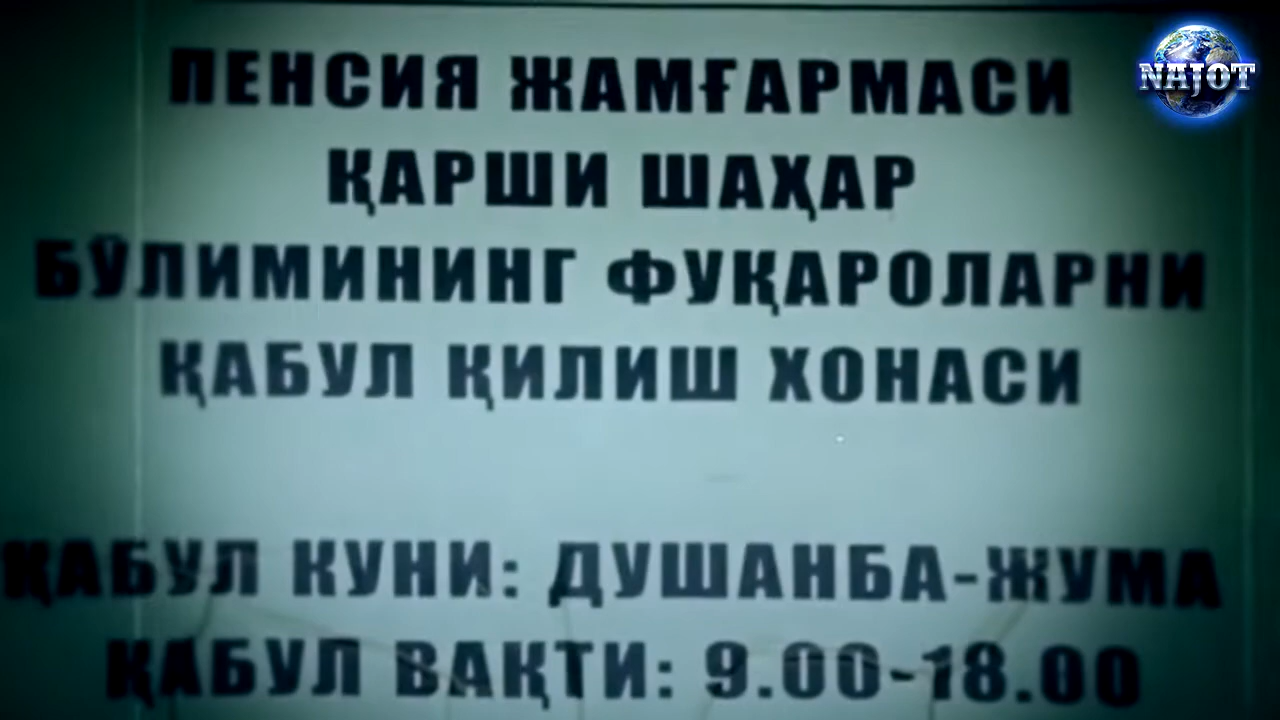 NAJOT
ПЕНСИЯ ЖАМҒАРМАСИ
ҚАРШИ ШАҲАР
БЎЛИМИНИНГ ФУҚАРОЛАРНИ
ҚАБУЛ ҚИЛИШ ХОНАСИ
ҚАБУЛ КУНИ: ДУШАНБА-ЖУМА
ҚАБУЛ ВАҚТИ: 9.00-18.00